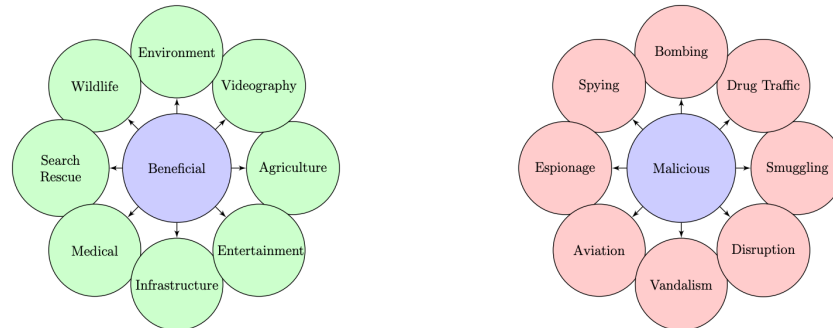 Environment
Videography
Agriculture
Entertainment
Infrastructure
Medical
Search
Rescue
Wildlife
Beneficial
Bombing
Drug Traffic
Smuggling
Disruption
Vandalism
Aviation
Espionage
Spying
Malicious